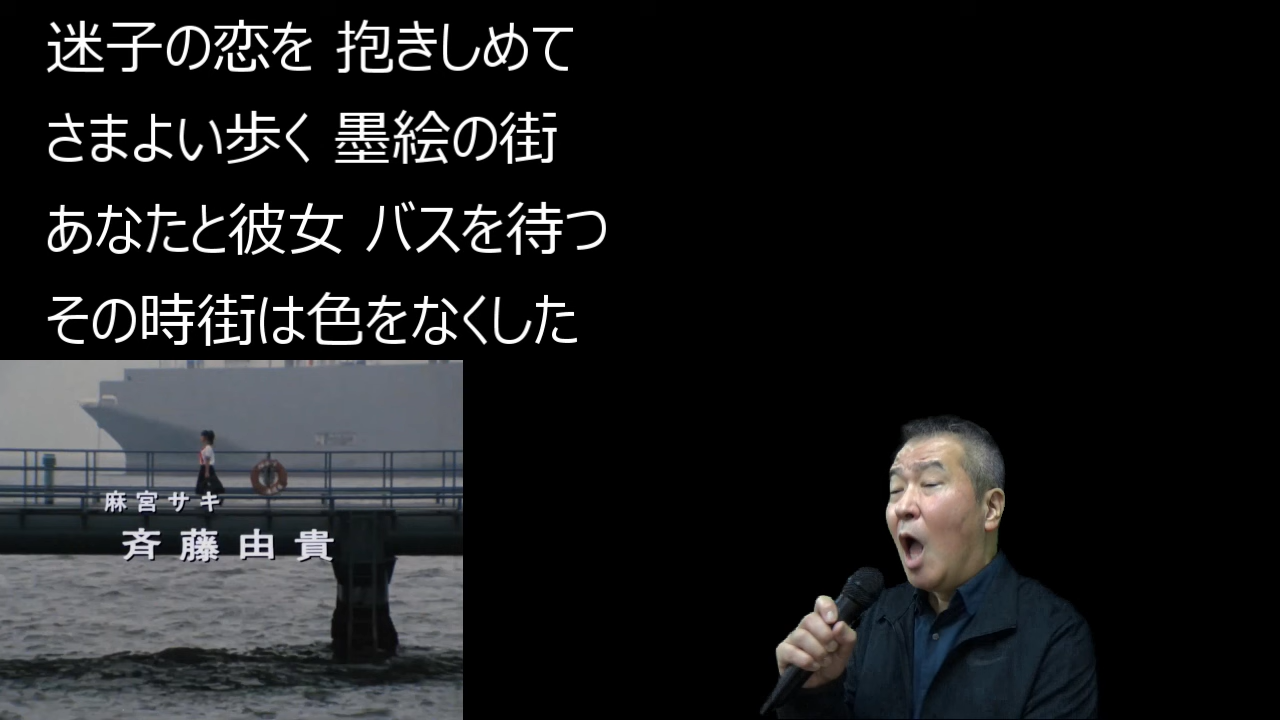 迷子の恋を 抱きしめて
さまよい歩く 墨絵の街
あなたと彼女 バスを待つ
その時街は色をなくした
麻宮サキ
斉藤由貴